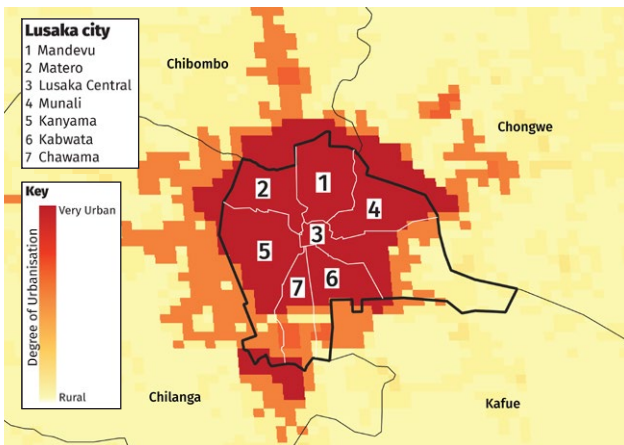 Lusaka city
1 Mandevu
2 Matero
3 Lusaka Central
4 Munali
5 Kanyama
6 Kabwata
7 Chawama
Chibombo
Chongwe
Key
Very Urban
Degree of Urbanisation
Rural
1
2
4
3
5
6
7
Chilanga
Kafue